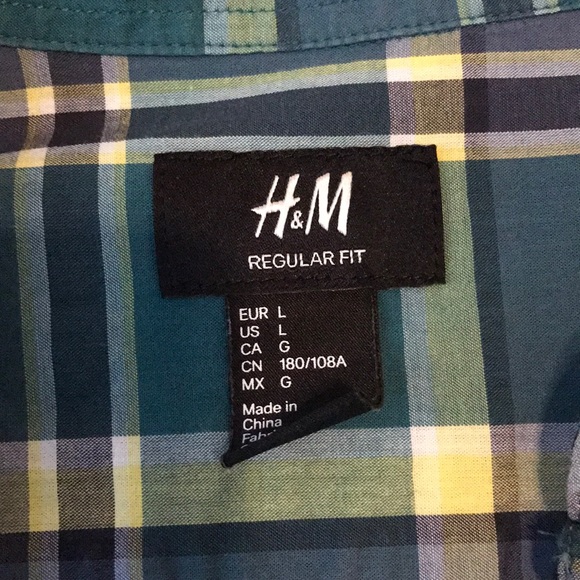 H&M
REGULAR FIT
EUR L
US L
CA G
CN 180/108A
MX G
Made in
China